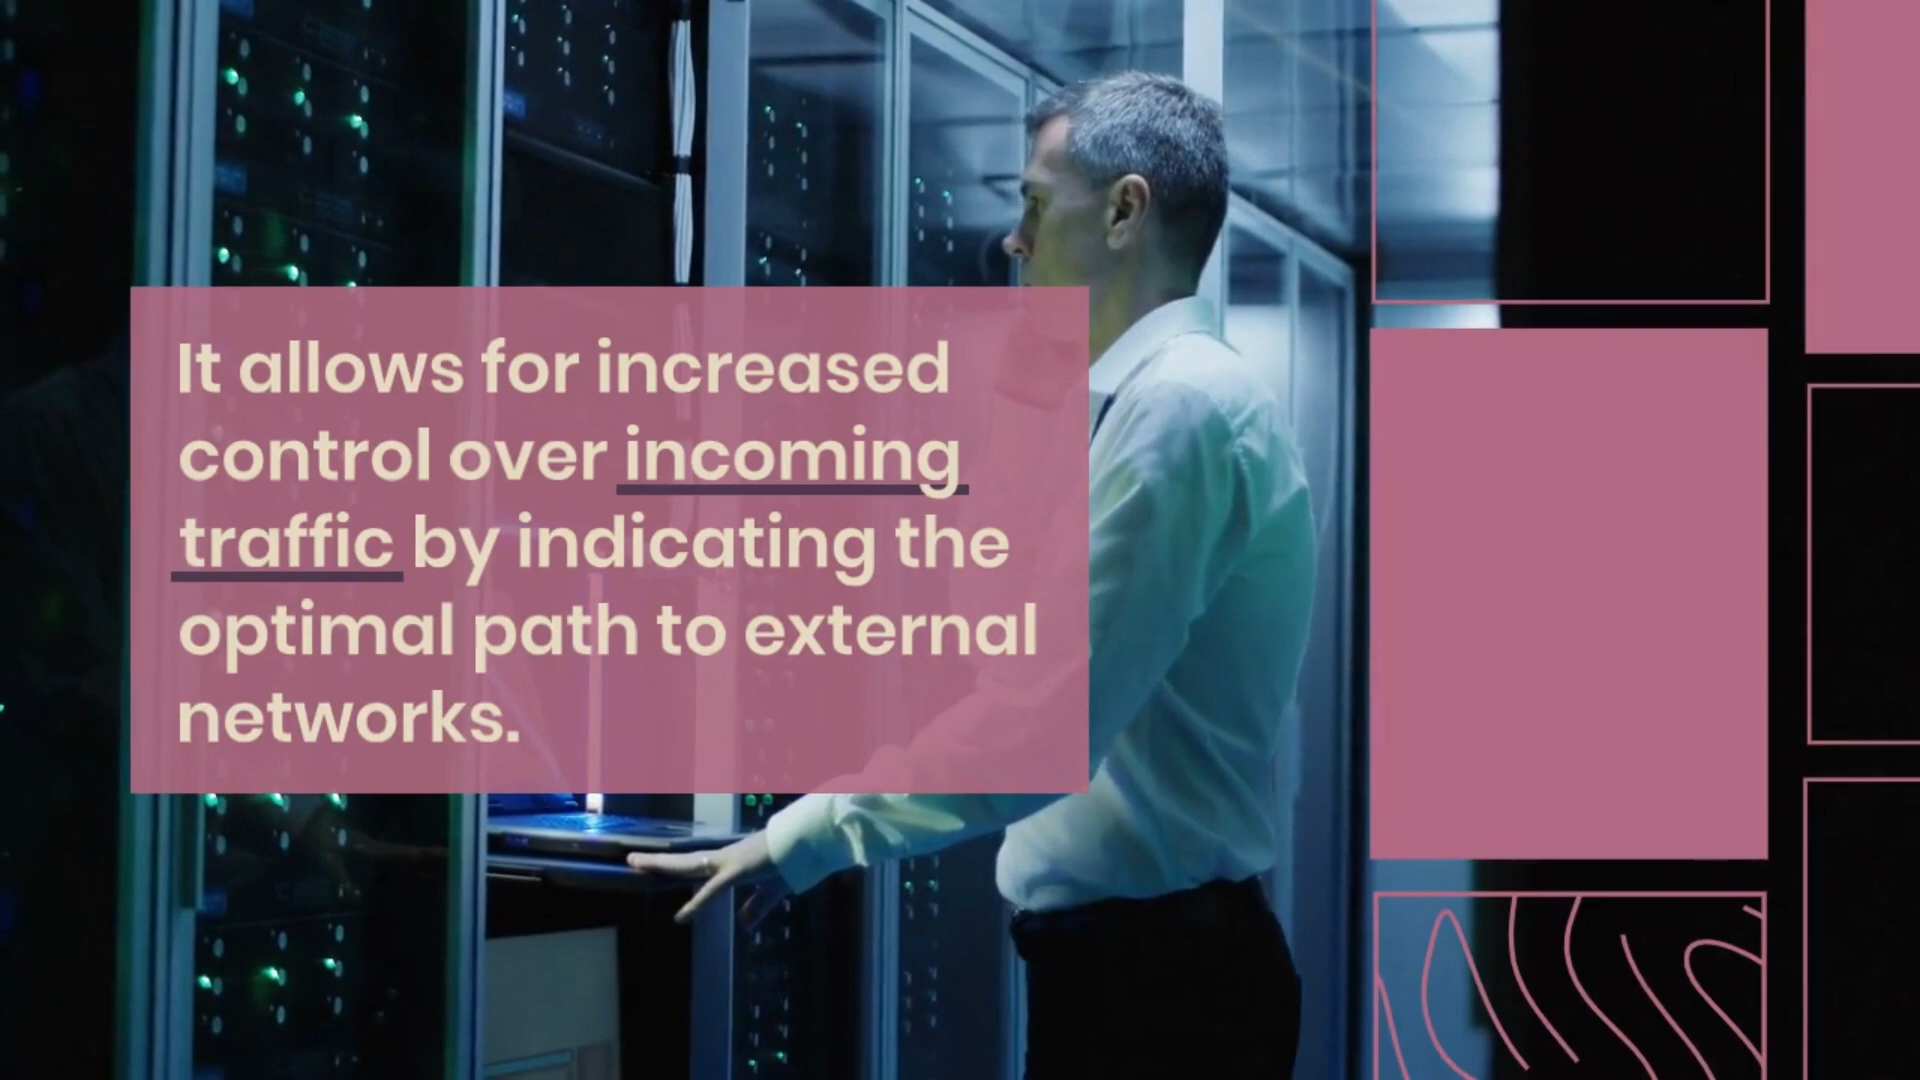 It allows for increased
control over incoming
traffic by indicating the
optimal path to external
networks.